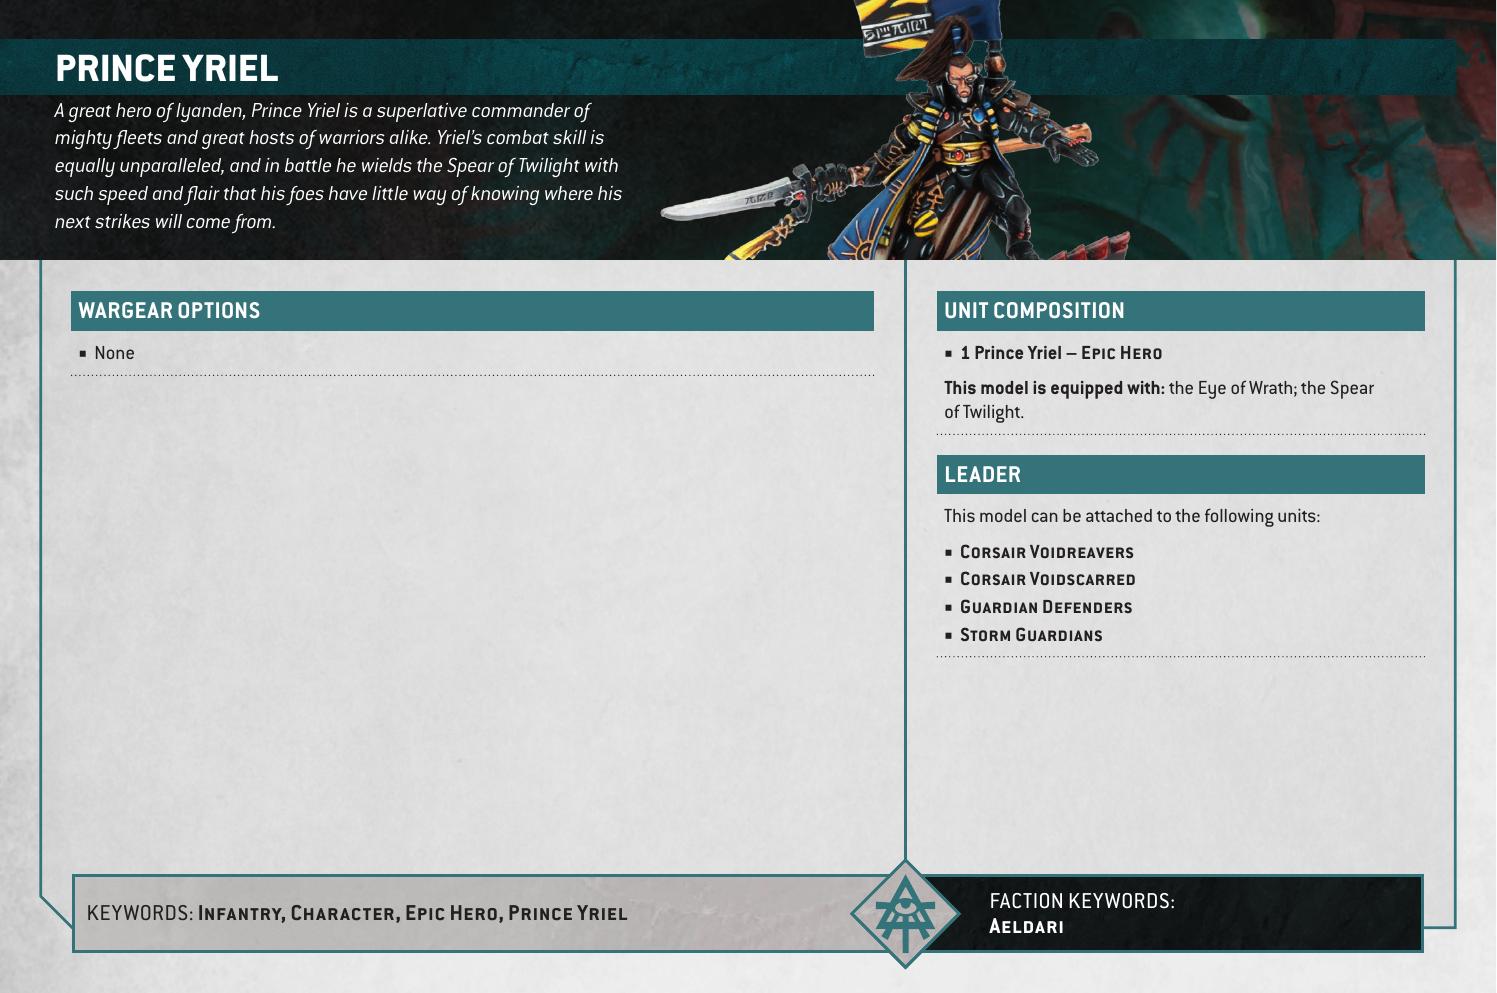 PRINCE YRIEL
A great hero of Iyanden, Prince Yriel is a superlative commander of
mighty fleets and great hosts of warriors alike. Yriel’s combat skill is
equally unparalleled, and in battle he wields the Spear of Twilight with
such speed and flair that his foes have little way of knowing where his
next strikes will come from.
WARGEAR OPTIONS
▪ None
UNIT COMPOSITION
▪ 1 Prince Yriel – EPIC HERO
This model is equipped with: the Eye of Wrath; the Spear
of Twilight.
LEADER
This model can be attached to the following units:
▪ CORSAIR VOIDREAVERS
▪ CORSAIR VOIDSCARRED
▪ GUARDIAN DEFENDERS
▪ STORM GUARDIANS
KEYWORDS: INFANTRY, CHARACTER, EPIC HERO, PRINCE YRIEL
FACTION KEYWORDS:
AELDARI